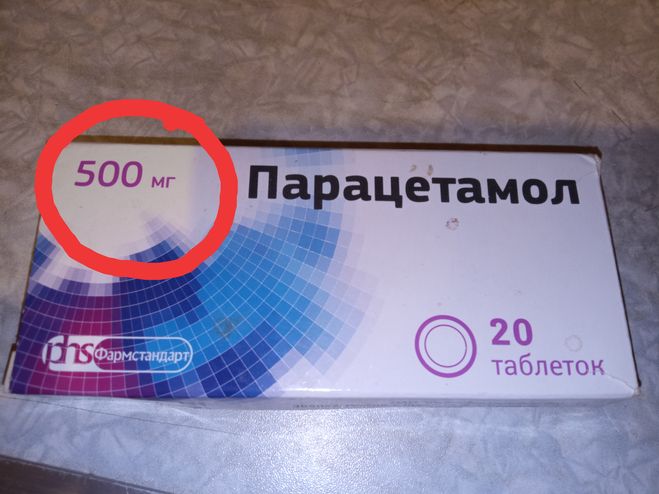 500 мг
Парацетамол
phs Фармстандарт
20
таблеток